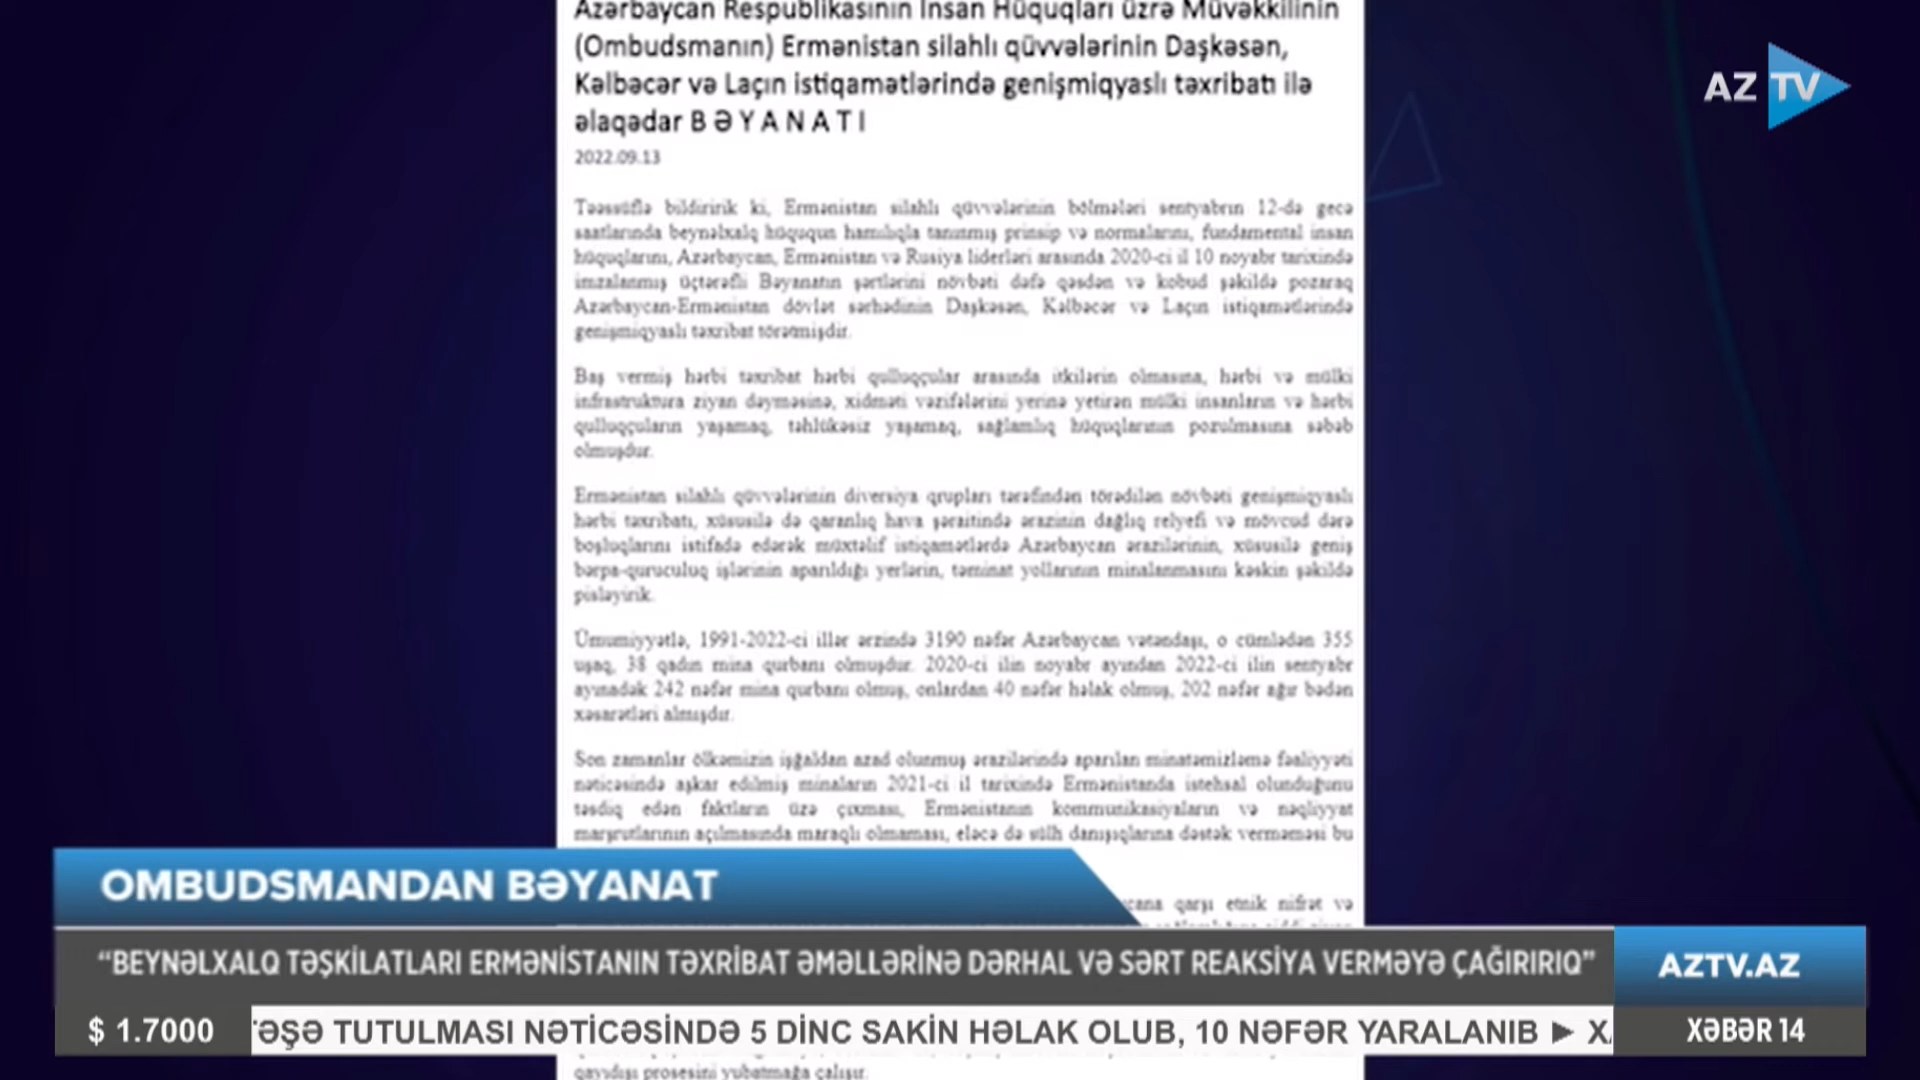 Azərbaycan Respublikasının İnsan Hüquqları üzrə Müvəkkilinin
(Ombudsmanın) Ermənistan silahlı qüvvələrinin Daşkəsən,
Kəlbəcər və Laçın istiqamətlərində genişmiqyaslı təxribatı ilə
əlaqədar B Ə Y A N A T I
2022.09.13
AZ TV
Təəssüflə bildiririk ki, Ermənistan silahlı qüvvələrinin bölmələri sentyabrın 12-də gecə
saatlarında beynəlxalq hüququn hamılıqla tanınmış prinsip və normalarını, fundamental insan
hüquqlarını, Azərbaycan, Ermənistan və Rusiya liderləri arasında 2020-ci il 10 noyabr tarixində
imzalanmış üçtərəfli Bəyanatın şərtlərini növbəti dəfə qəsdən və kobud şəkildə pozaraq
Azərbaycan-Ermənistan dövlət sərhədinin Daşkəsən, Kəlbəcər və Laçın istiqamətlərində
genişmiqyaslı təxribat törətmişdir.
Baş vermiş hərbi təxribat hərbi qulluqçular arasında itkilərin olmasına, hərbi və mülki
infrastruktura ziyan dəyməsinə, xidməti vəzifələrini yerinə yetirən mülki insanların və hərbi
qulluqçuların yaşamaq, təhlükəsiz yaşamaq, sağlamlıq hüquqlarının pozulmasına səbəb
olmuşdur.
Ermənistan silahlı qüvvələrinin diversiya qrupları tərəfindən törədilən növbəti genişmiqyaslı
hərbi təxribatı, xüsusilə də qaranlıq hava şəraitində ərazinin dağlıq relyefi və mövcud dərə
boşluqlarını istifadə edərək müxtəlif istiqamətlərdə Azərbaycan ərazilərinin, xüsusilə geniş
bərpa-quruculuq işlərinin aparıldığı yerlərin, təminat yollarının minalanmasını kəskin şəkildə
pisləyirik.
Ümumiyyətlə, 1991-2022-ci illər ərzində 3190 nəfər Azərbaycan vətəndaşı, o cümlədən 355
uşaq, 38 qadın mina qurbanı olmuşdur. 2020-ci ilin noyabr ayından 2022-ci ilin sentyabr
ayınadək 242 nəfər mina qurbanı olmuş, onlardan 40 nəfər həlak olmuş, 202 nəfər ağır bədən
xəsarətləri almışdır.
Son zamanlar ölkəmizin işğaldan azad olunmuş ərazilərində aparılan minatəmizləmə fəaliyyəti
nəticəsində aşkar edilmiş minaların 2021-ci il tarixində Ermənistanda istehsal olunduğunu
təsdiq edən faktların üzə çıxması, Ermənistanın kommunikasiyaların və nəqliyyat
marşrutlarının açılmasında maraqlı olmaması, eləcə də sülh danışıqlarına dəstək verməməsi bu
qarşı etnik nifrət və
OMBUDSMANDAN BƏYANAT
“BEYNƏLXALQ TƏŞKİLATLARI ERMƏNİSTANIN TƏXRİBAT ƏMƏLLƏRİNƏ DƏRHAL VƏ SƏRT REAKSİYA VERMƏYƏ ÇAĞIRIRIQ”
AZTV.AZ
$ 1.7000
ƏŞƏ TUTULMASI NƏTİCƏSİNDƏ 5 DİNC SAKİN HƏLAK OLUB, 10 NƏFƏR YARALANIB ► X
XƏBƏR 14
qayıdışı prosesini yubatmağa çalışır.